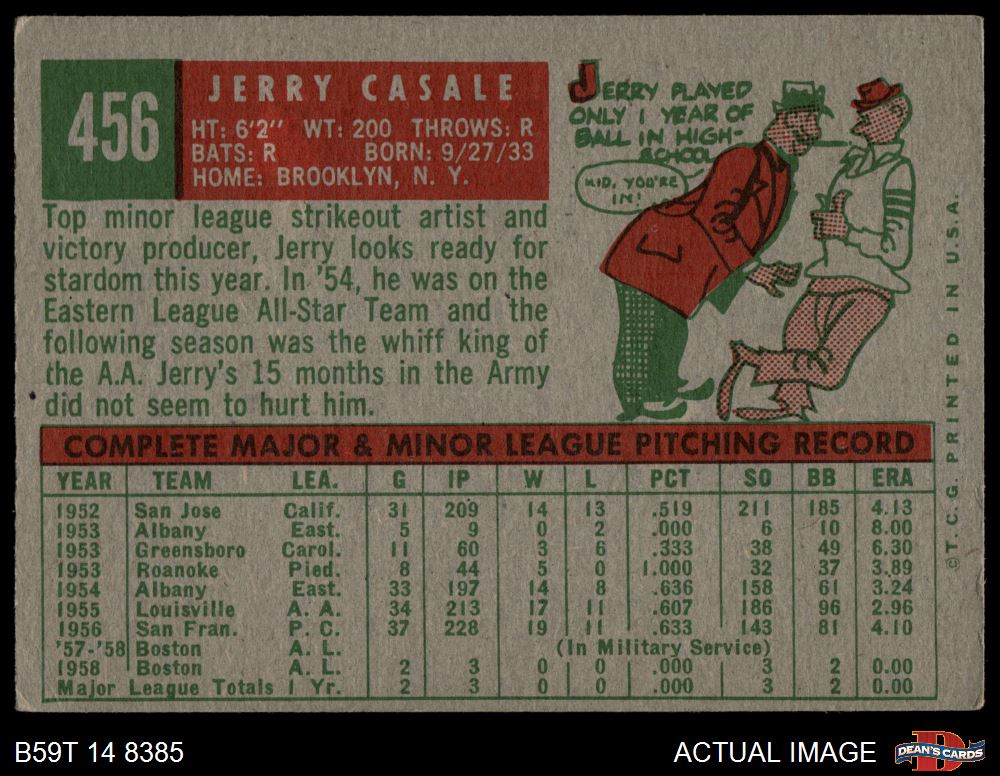 456
JERRY CASALE
HT: 6'2" WT: 200 THROWS: R
BATS: R BORN: 9/27/33
HOME: BROOKLYN, N. Y.
Top minor league strikeout artist and
victory producer, Jerry looks ready for
stardom this year. In '54, he was on the
Eastern League All-Star Team and the
following season was the whiff king of
the A.A. Jerry's 15 months in the Army
did not seem to hurt him.
JERRY PLAYED
ONLY 1 YEAR OF
BALL IN HIGH-
SCHOOL
KID, YOU'RE
IN!
COMPLETE MAJOR & MINOR LEAGUE PITCHING RECORD
YEAR TEAM LEA. G IP W L PCT SO BB ERA
1952 San Jose Calif. 31 209 14 13 .519 211 185 4.13
1953 Albany East. 5 9 0 2 .000 6 10 8.00
1953 Greensboro Carol. 11 60 3 6 .333 38 49 6.30
1953 Roanoke Pied. 8 44 5 0 1.000 32 37 3.89
1954 Albany East. 33 197 14 8 .636 158 61 3.24
1955 Louisville A. A. 34 213 17 11 .607 186 96 2.96
1956 San Fran. P. C. 37 228 19 11 .633 143 81 4.10
'57-'58 Boston A. L. (In Military Service)
1958 Boston A. L. 2 3 0 0 .000 3 2 0.00
Major League Totals 1 Yr. 2 3 0 0 .000 3 2 0.00
© T.C.G. PRINTED IN U.S.A.
B59T 14 8385
ACTUAL IMAGE
DEAN'S CARDS